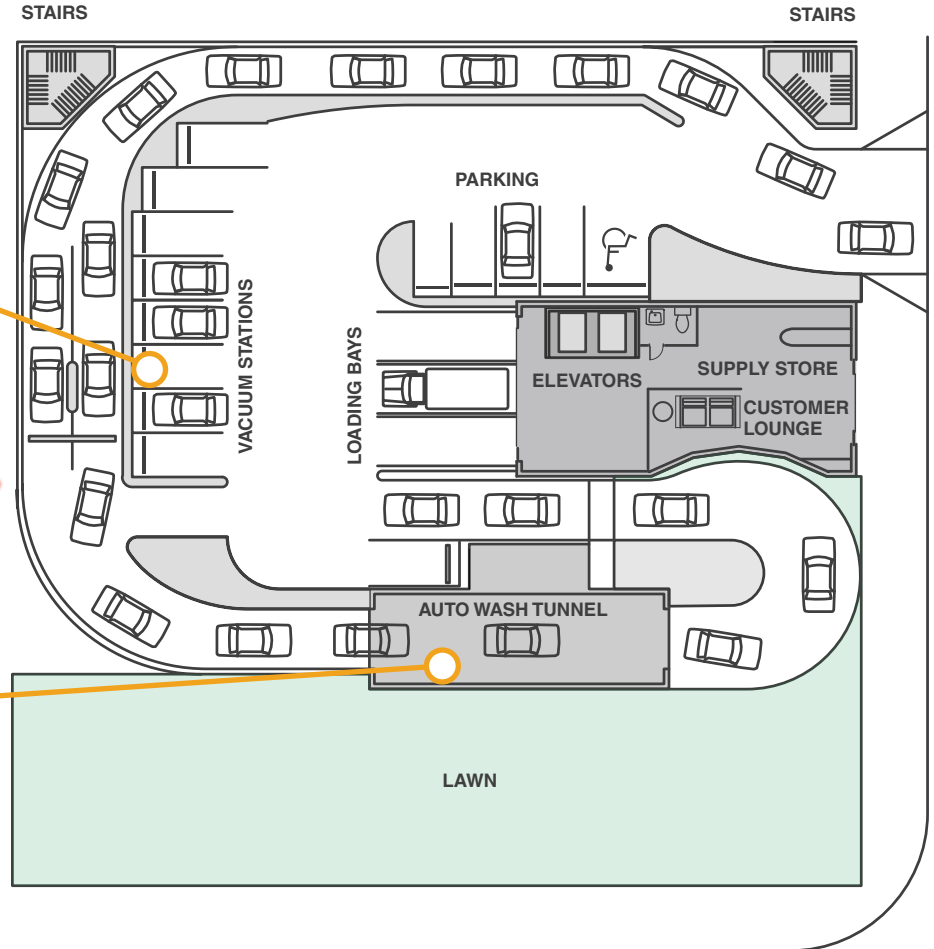 STAIRS
STAIRS
PARKING
VACUUM STATIONS
LOADING BAYS
ELEVATORS
SUPPLY STORE
CUSTOMER
LOUNGE
AUTO WASH TUNNEL
LAWN